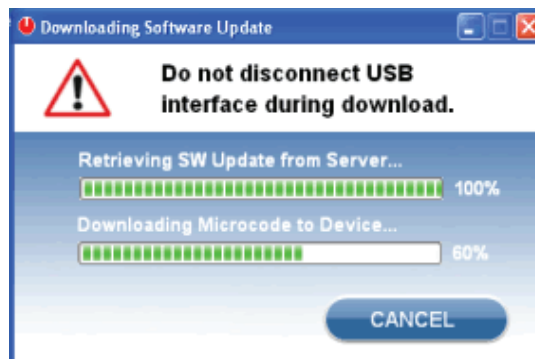 Downloading Software Update
Do not disconnect USB
interface during download.
Retrieving SW Update from Server...
100%
Downloading Microcode to Device...
60%
CANCEL